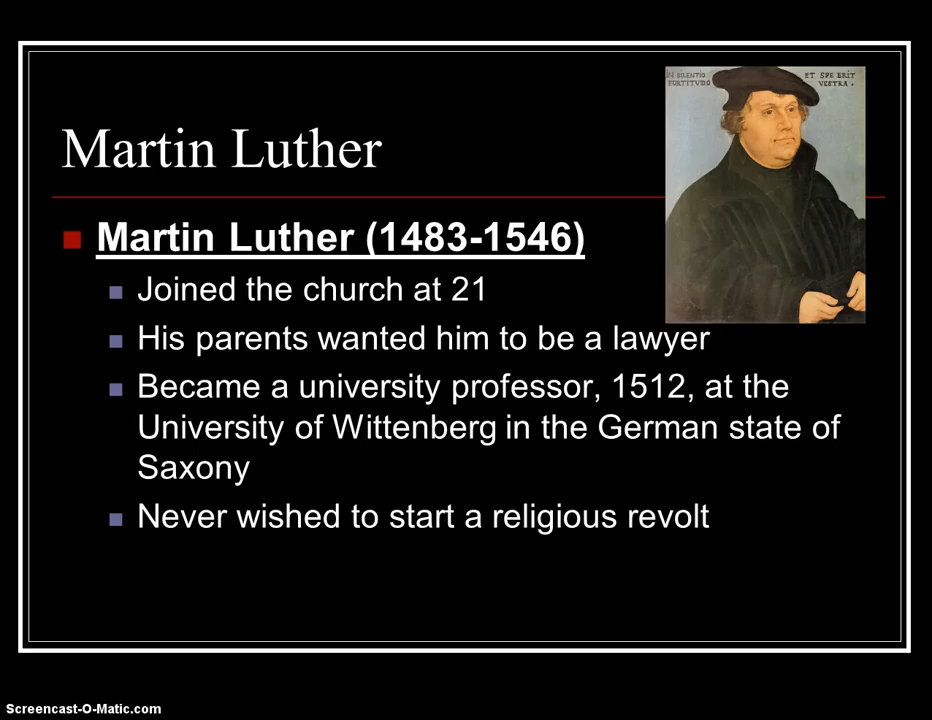 IN SILENTIO
FORTITVDO
ET SPE ERIT
VESTRA.
Martin Luther
Martin Luther (1483-1546)
Joined the church at 21
His parents wanted him to be a lawyer
Became a university professor, 1512, at the
University of Wittenberg in the German state of
Saxony
Never wished to start a religious revolt
Screencast-O-Matic.com